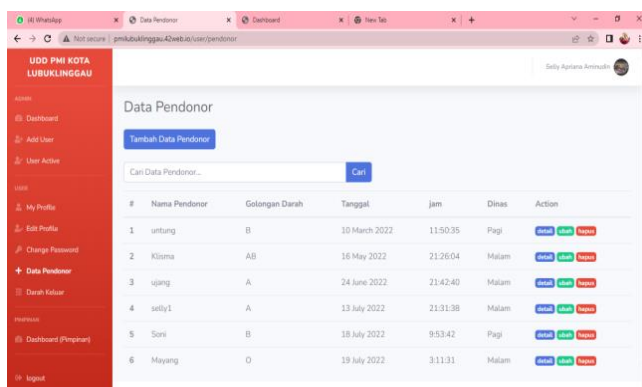 (4) WhatsApp
Data Pendonor
Dashboard
New Tab
Not secure | pmilubuklinggau.42web.io/user/pendonor
UDD PMI KOTA
LUBUKLINGGAU
Selly Apriana Aminudin
ADMIN
Dashboard
Add User
User Active
USER
My Profile
Edit Profile
Change Password
Data Pendonor
Darah Keluar
PIMPINAN
Dashboard (Pimpinan)
logout
Data Pendonor
Tambah Data Pendonor
Cari Data Pendonor... Cari
# Nama Pendonor Golongan Darah Tanggal jam Dinas Action
1 untung B 10 March 2022 11:50:35 Pagi detail ubah hapus
2 Klisma AB 16 May 2022 21:26:04 Malam detail ubah hapus
3 ujang A 24 June 2022 21:42:40 Malam detail ubah hapus
4 selly1 A 13 July 2022 21:31:38 Malam detail ubah hapus
5 Soni B 18 July 2022 9:53:42 Pagi detail ubah hapus
6 Mayang O 19 July 2022 3:11:31 Malam detail ubah hapus